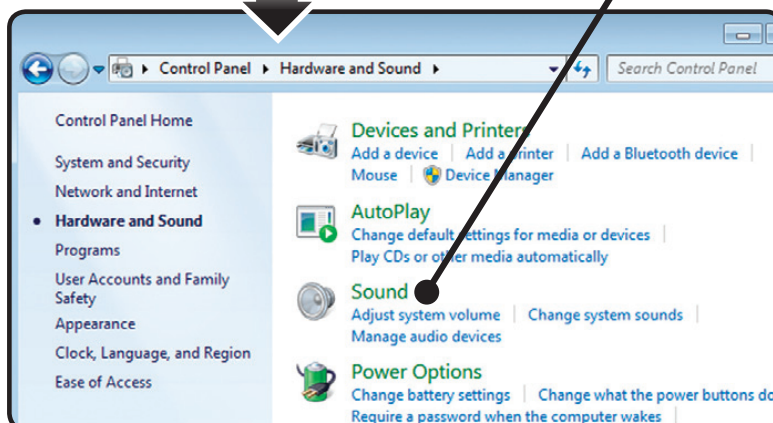 Control Panel Hardware and Sound Search Control Panel
Control Panel Home
System and Security
Network and Internet
Hardware and Sound
Programs
User Accounts and Family
Safety
Appearance
Clock, Language, and Region
Ease of Access
Devices and Printers
Add a device Add a printer Add a Bluetooth device
Mouse Device Manager
AutoPlay
Change default settings for media or devices
Play CDs or other media automatically
Sound
Adjust system volume Change system sounds
Manage audio devices
Power Options
Change battery settings Change what the power buttons do
Require a password when the computer wakes